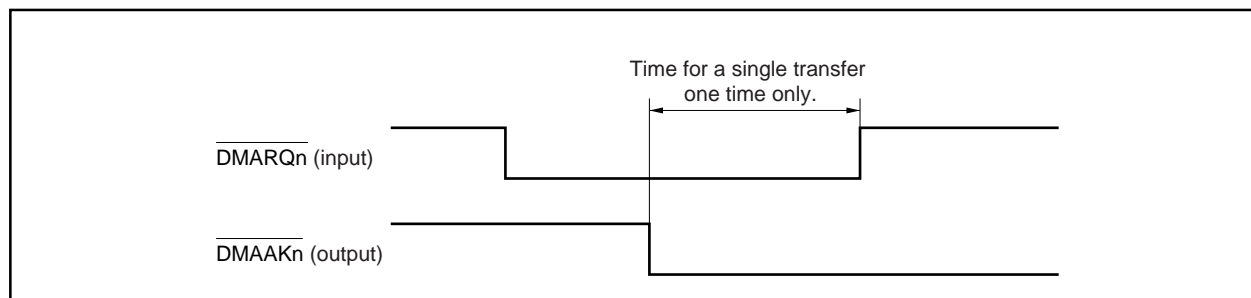 Time for a single transfer
one time only.
DMARQn (input)
DMAAKn (output)